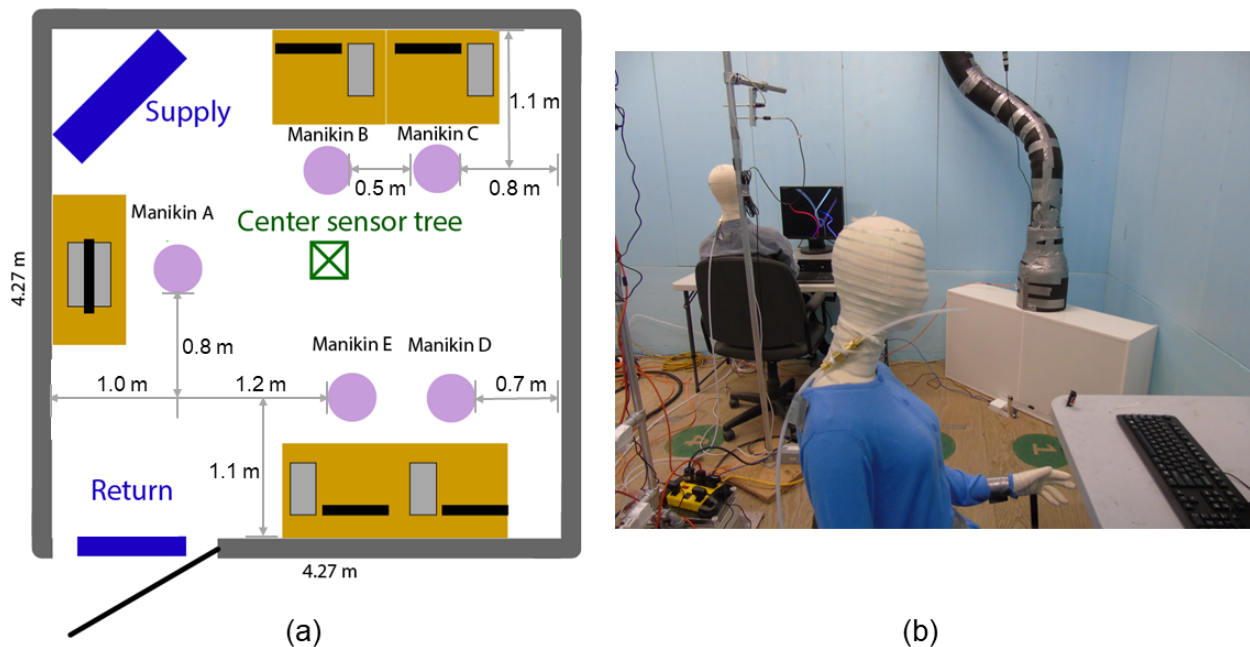 Supply
Manikin B
Manikin C
1.1 m
0.5 m
0.8 m
Manikin A
Center sensor tree
4.27 m
0.8 m
Manikin E
Manikin D
1.0 m
1.2 m
0.7 m
1.1 m
Return
4.27 m
(a)
(b)